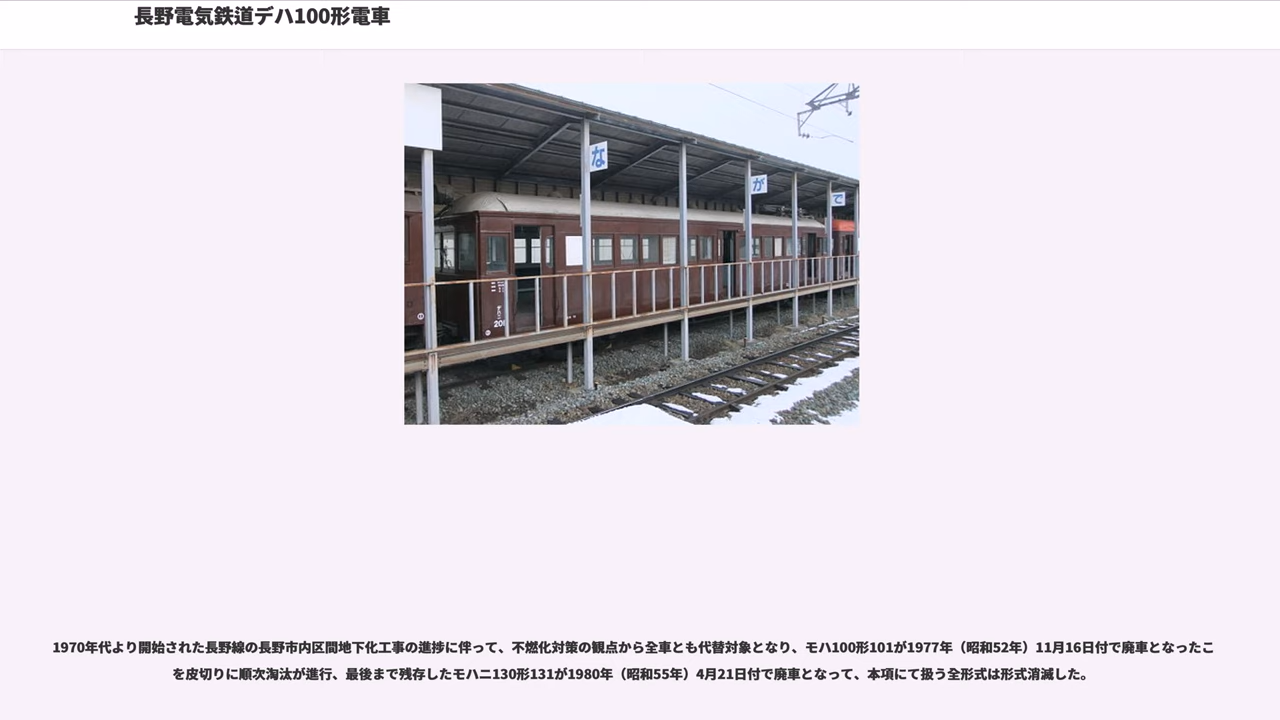 長野電気鉄道デハ100形電車
な
が
で
201
1970年代より開始された長野線の長野市内区間地下化工事の進捗に伴って、不燃化対策の観点から全車とも代替対象となり、モハ100形101が1977年（昭和52年）11月16日付で廃車となったこ
を皮切りに順次淘汰が進行、最後まで残存したモハニ130形131が1980年（昭和55年）4月21日付で廃車となって、本項にて扱う全形式は形式消滅した。